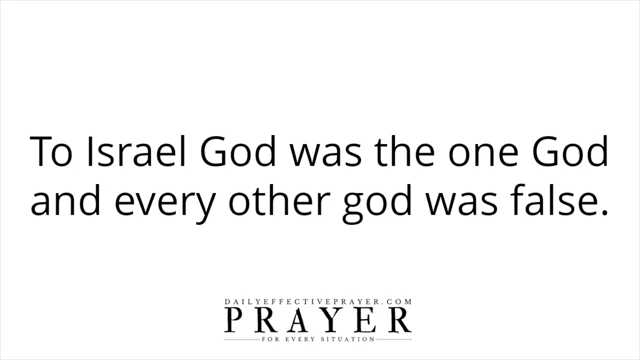 To Israel God was the one God
and every other god was false.
DAILYEFFECTIVEPRAYER.COM
PRAYER
FOR EVERY SITUATION